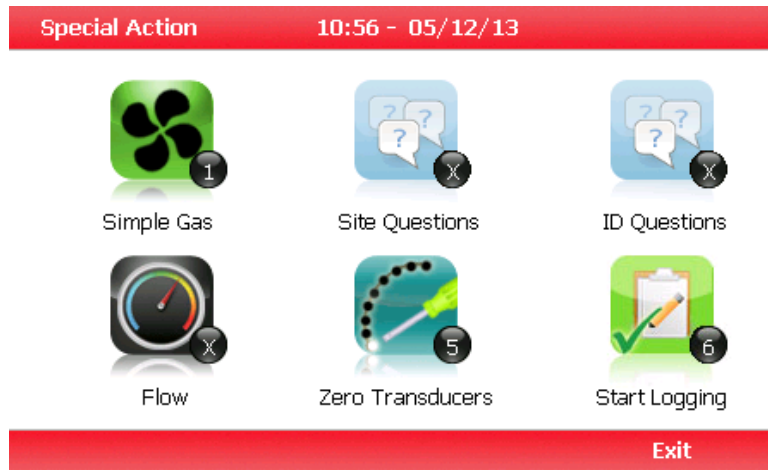 Special Action 10:56 - 05/12/13
? ? ?
? ? ?
1 X X
Simple Gas Site Questions ID Questions
X 5 6
Flow Zero Transducers Start Logging
Exit